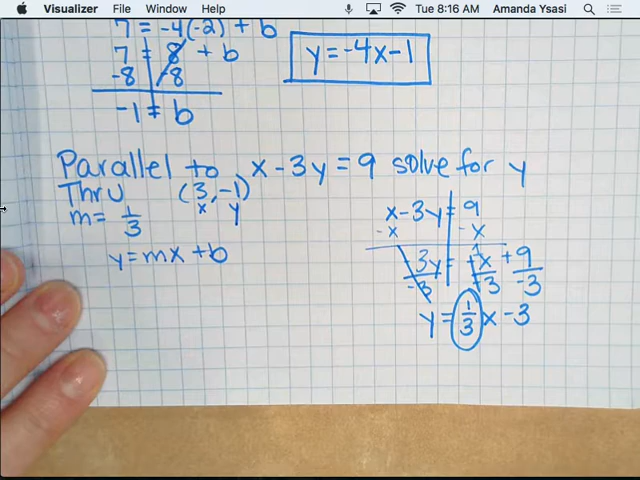 Visualizer File Window Help Tue 8:16 AM Amanda Ysasi
7 = -4(-2) + b
7 = 8 + b
-8 -8
-1 = b
y = -4x - 1
Parallel to x - 3y = 9 solve for y
Thru (3, -1)
x y
m = 1/3
y = mx + b
x - 3y = 9
-x -x
-3y/-3 = -x/-3 + 9/-3
y = 1/3 x - 3